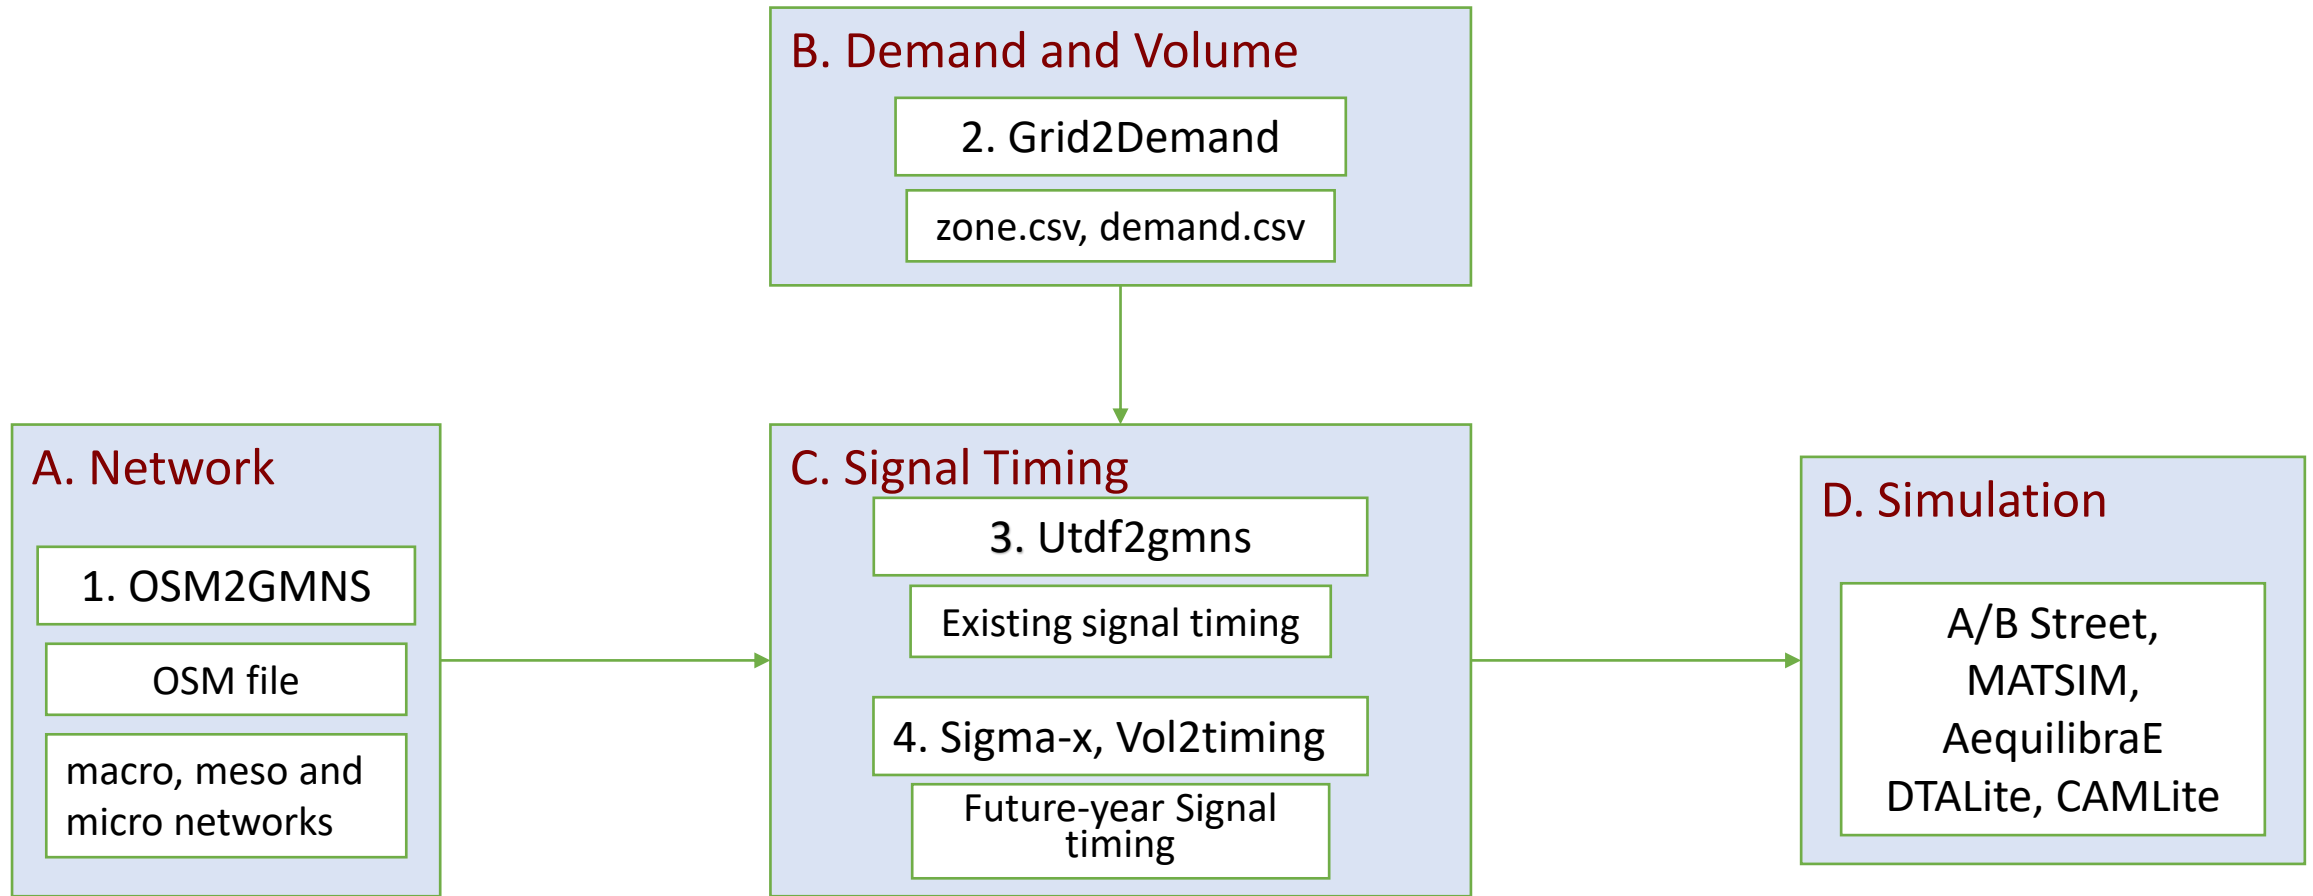 B. Demand and Volume
2. Grid2Demand
zone.csv, demand.csv
A. Network
1. OSM2GMNS
OSM file
macro, meso and
micro networks
C. Signal Timing
3. Utdf2gmns
Existing signal timing
4. Sigma-x, Vol2timing
Future-year Signal
timing
D. Simulation
A/B Street,
MATSIM,
AequilibraE
DTALite, CAMLite